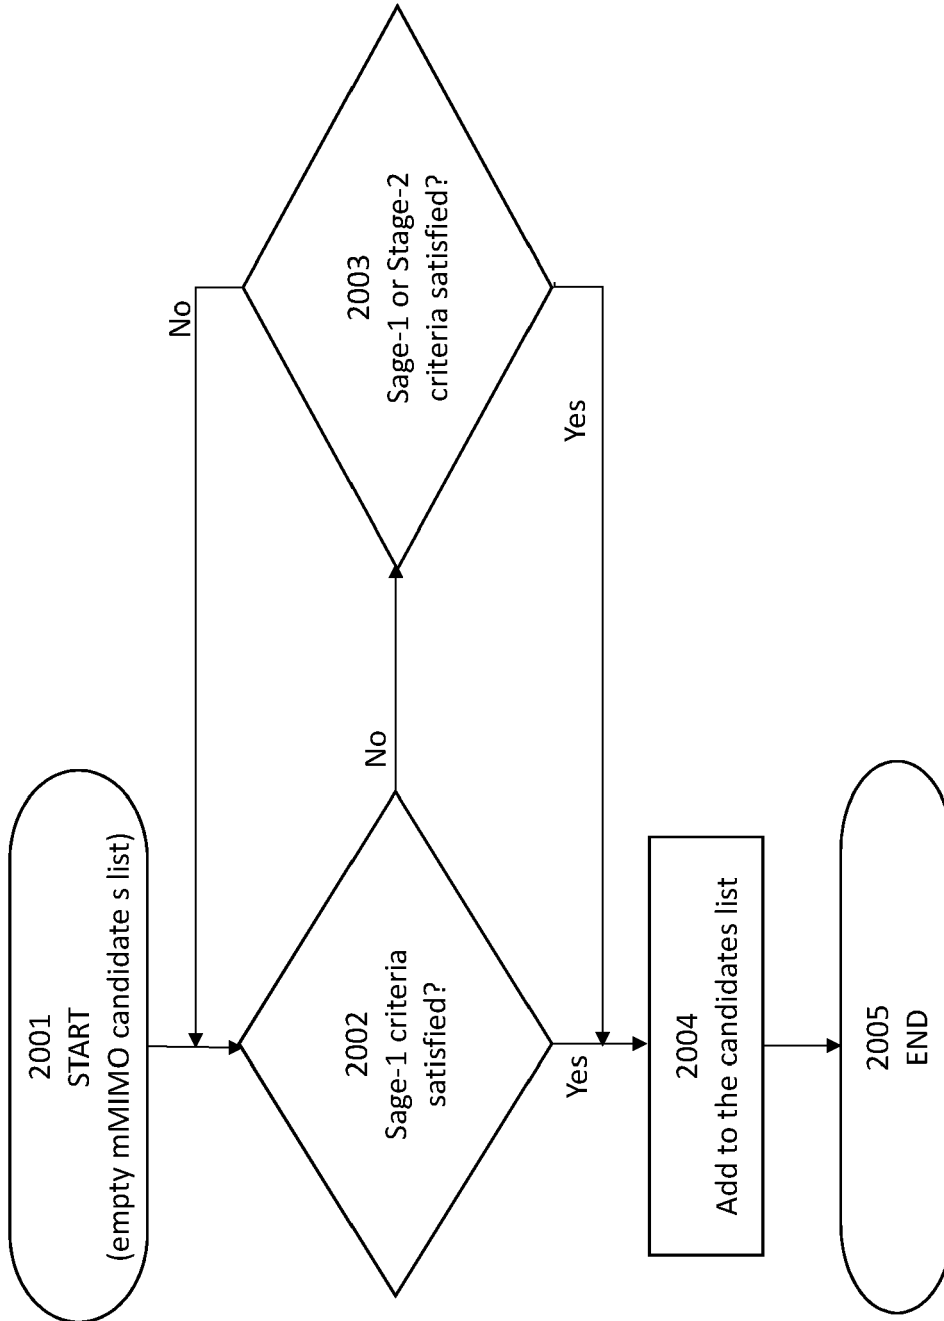 2001
START
(empty mMIMO candidate s list)
No
2002
Sage-1 criteria
satisfied?
No
2003
Sage-1 or Stage-2
criteria satisfied?
Yes
Yes
2004
Add to the candidates list
2005
END